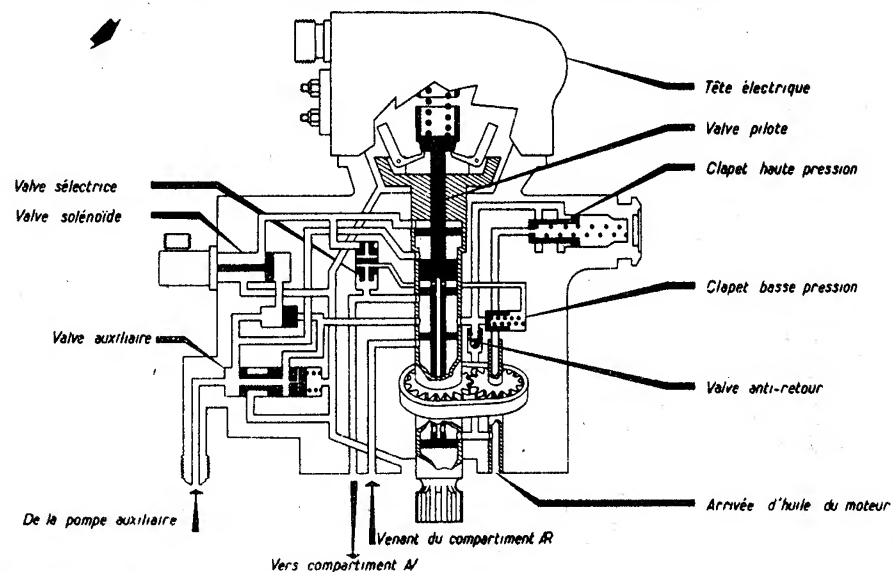 Tête électrique
Valve pilote
Clapet haute pression
Valve sélectrice
Valve solénoïde
Clapet basse pression
Valve auxiliaire
Valve anti-retour
Arrivée d'huile du moteur
De la pompe auxiliaire
Venant du compartiment AR
Vers compartiment AV